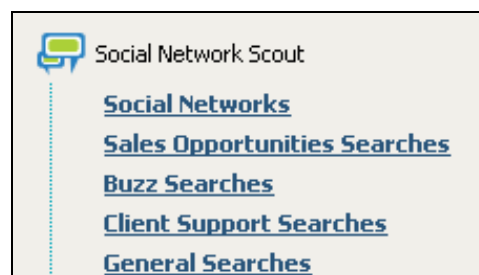 Social Network Scout
Social Networks
Sales Opportunities Searches
Buzz Searches
Client Support Searches
General Searches